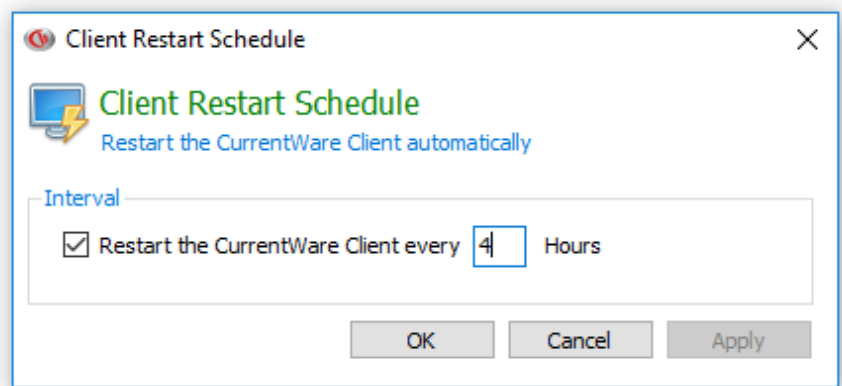 Client Restart Schedule
Client Restart Schedule
Restart the CurrentWare Client automatically
Interval
Restart the CurrentWare Client every 4 Hours
OK Cancel Apply